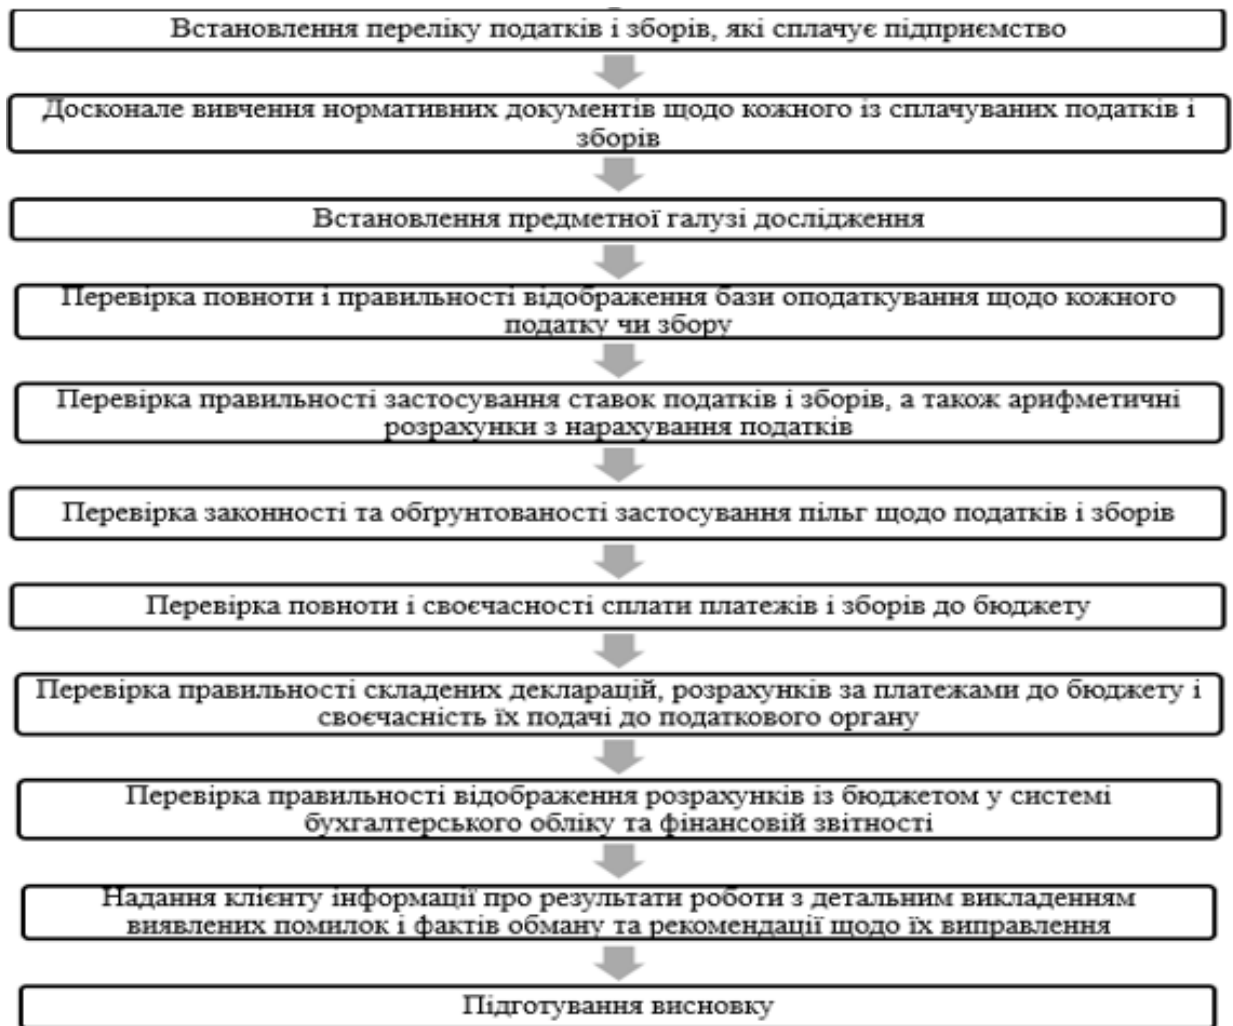 Встановлення переліку податків і зборів, які сплачує підприємство
Досконале вивчення нормативних документів щодо кожного із сплачуваних податків і
зборів
Встановлення предметної галузі дослідження
Перевірка повноти і правильності відображення бази оподаткування щодо кожного
податку чи збору
Перевірка правильності застосування ставок податків і зборів, а також арифметичні
розрахунки з нарахування податків
Перевірка законності та обґрунтованості застосування пільг щодо податків і зборів
Перевірка повноти і своєчасності сплати платежів і зборів до бюджету
Перевірка правильності складених декларацій, розрахунків за платежами до бюджету і
своєчасність їх подачі до податкового органу
Перевірка правильності відображення розрахунків із бюджетом у системі
бухгалтерського обліку та фінансовій звітності
Надання клієнту інформації про результати роботи з детальним викладенням
виявлених помилок і фактів обману та рекомендації щодо їх виправлення
Підготування висновку